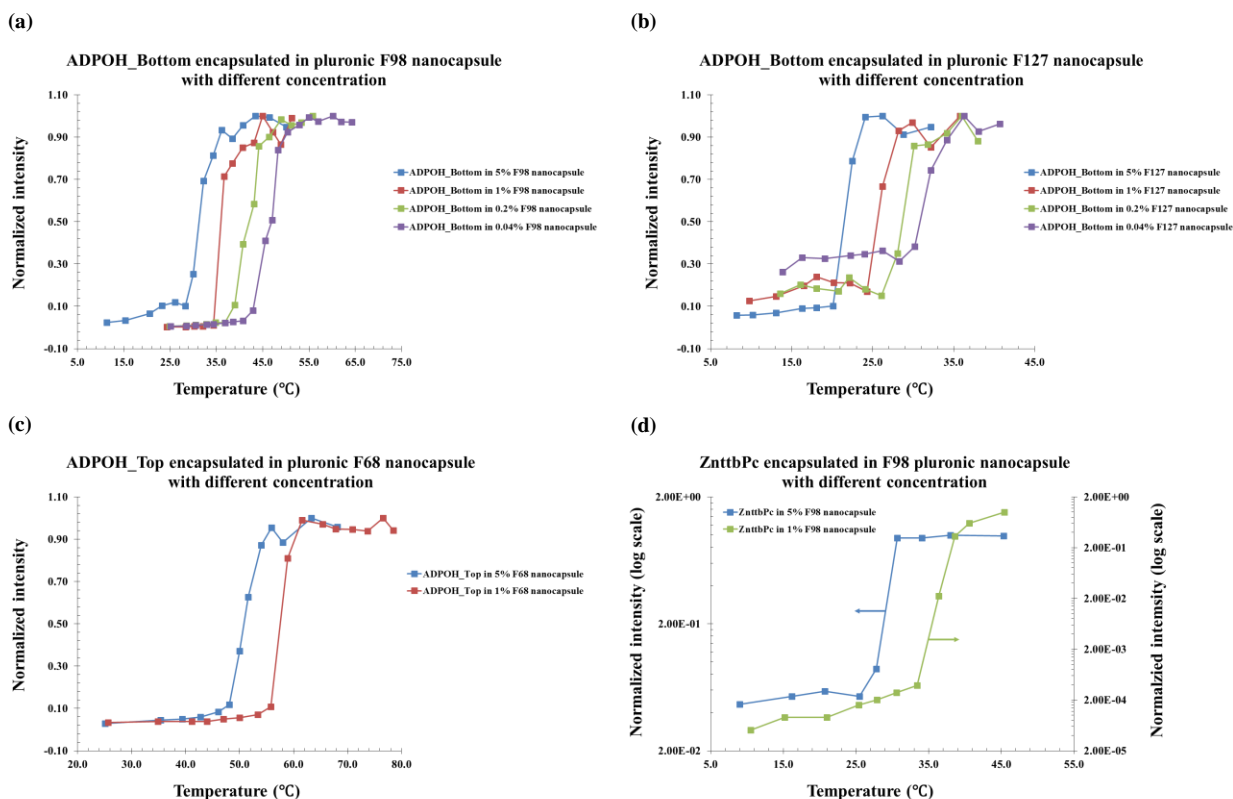 (a)
ADPOH_Bottom encapsulated in pluronic F98 nanocapsule
with different concentration
1.10
0.90
0.70
0.50
0.30
0.10
-0.10
Normalized intensity
5.0 15.0 25.0 35.0 45.0 55.0 65.0 75.0
Temperature (℃)
ADPOH_Bottom in 5% F98 nanocapsule
ADPOH_Bottom in 1% F98 nanocapsule
ADPOH_Bottom in 0.2% F98 nanocapsule
ADPOH_Bottom in 0.04% F98 nanocapsule
(b)
ADPOH_Bottom encapsulated in pluronic F127 nanocapsule
with different concentration
1.10
0.90
0.70
0.50
0.30
0.10
-0.10
Normalized intensity
5.0 15.0 25.0 35.0 45.0
Temperature (℃)
ADPOH_Bottom in 5% F127 nanocapsule
ADPOH_Bottom in 1% F127 nanocapsule
ADPOH_Bottom in 0.2% F127 nanocapsule
ADPOH_Bottom in 0.04% F127 nanocapsule
(c)
ADPOH_Top encapsulated in pluronic F68 nanocapsule
with different concentration
1.10
0.90
0.70
0.50
0.30
0.10
-0.10
Normalized intensity
20.0 30.0 40.0 50.0 60.0 70.0 80.0
Temperature (℃)
ADPOH_Top in 5% F68 nanocapsule
ADPOH_Top in 1% F68 nanocapsule
(d)
ZnttbPc encapsulated in F98 pluronic nanocapsule
with different concentration
2.00E+00
2.00E-01
2.00E-02
Normalized intensity (log scale)
ZnttbPc in 5% F98 nanocapsule
ZnttbPc in 1% F98 nanocapsule
2.00E+00
2.00E-01
2.00E-02
2.00E-03
2.00E-04
2.00E-05
Normalzied intemsity (log scale)
5.0 15.0 25.0 35.0 45.0 55.0
Temperature (℃)